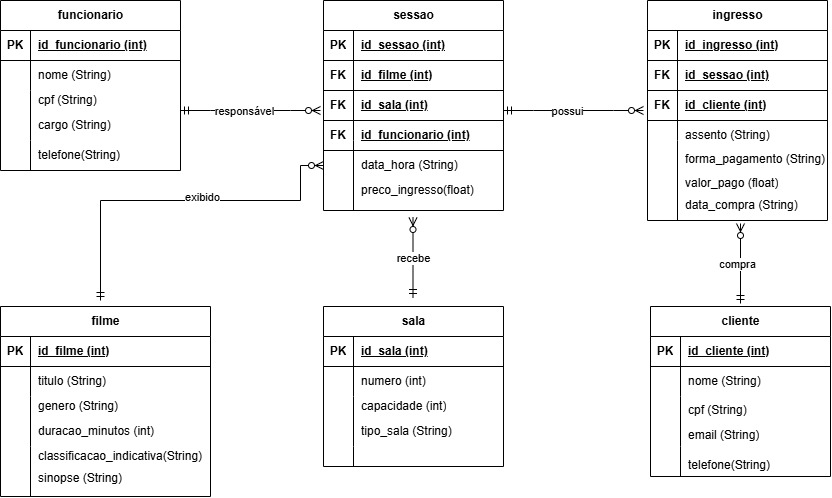 funcionario
PK id_funcionario (int)
nome (String)
cpf (String)
cargo (String)
telefone(String)
responsável
sessao
PK id_sessao (int)
FK id_filme (int)
FK id_sala (int)
FK id_funcionario (int)
data_hora (String)
preco_ingresso(float)
possui
ingresso
PK id_ingresso (int)
FK id_sessao (int)
FK id_cliente (int)
assento (String)
forma_pagamento (String)
valor_pago (float)
data_compra (String)
exibido
recebe
compra
filme
PK id_filme (int)
titulo (String)
genero (String)
duracao_minutos (int)
classificacao_indicativa(String)
sinopse (String)
sala
PK id_sala (int)
numero (int)
capacidade (int)
tipo_sala (String)
cliente
PK id_cliente (int)
nome (String)
cpf (String)
email (String)
telefone(String)